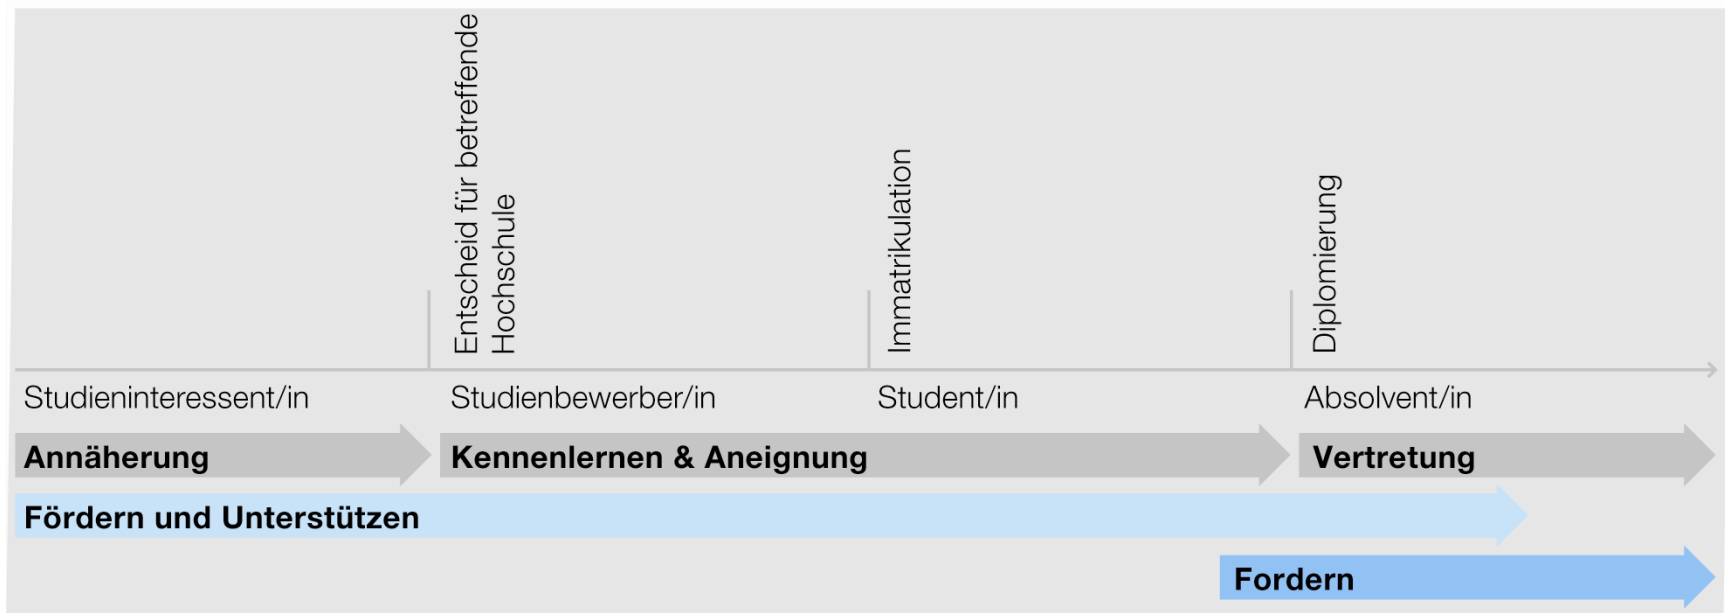 Entscheid für betreffende
Hochschule
Immatrikulation
Diplomierung
Studieninteressent/in
Studienbewerber/in
Student/in
Absolvent/in
Annäherung
Kennenlernen & Aneignung
Vertretung
Fördern und Unterstützen
Fordern